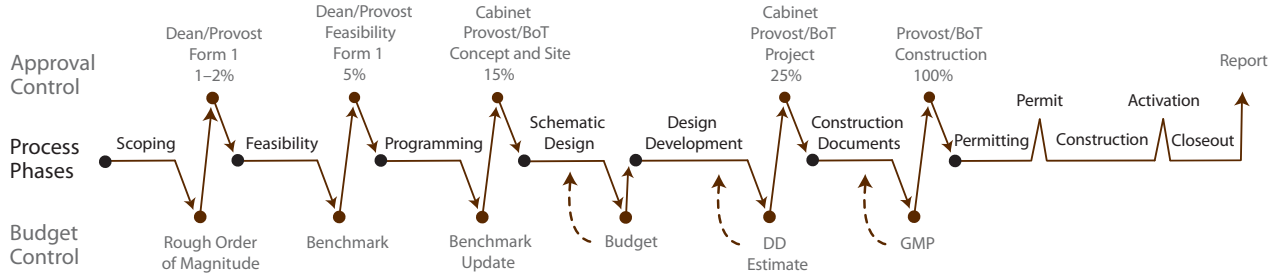 Dean/Provost
Form 1
1–2%
Dean/Provost
Feasibility
Form 1
5%
Cabinet
Provost/BoT
Concept and Site
15%
Cabinet
Provost/BoT
Project
25%
Provost/BoT
Construction
100%
Report
Approval
Control
Permit
Activation
Process
Phases
Scoping
Feasibility
Programming
Schematic
Design
Design
Development
Construction
Documents
Permitting
Construction
Closeout
Budget
Control
Rough Order
of Magnitude
Benchmark
Benchmark
Update
Budget
DD
Estimate
GMP